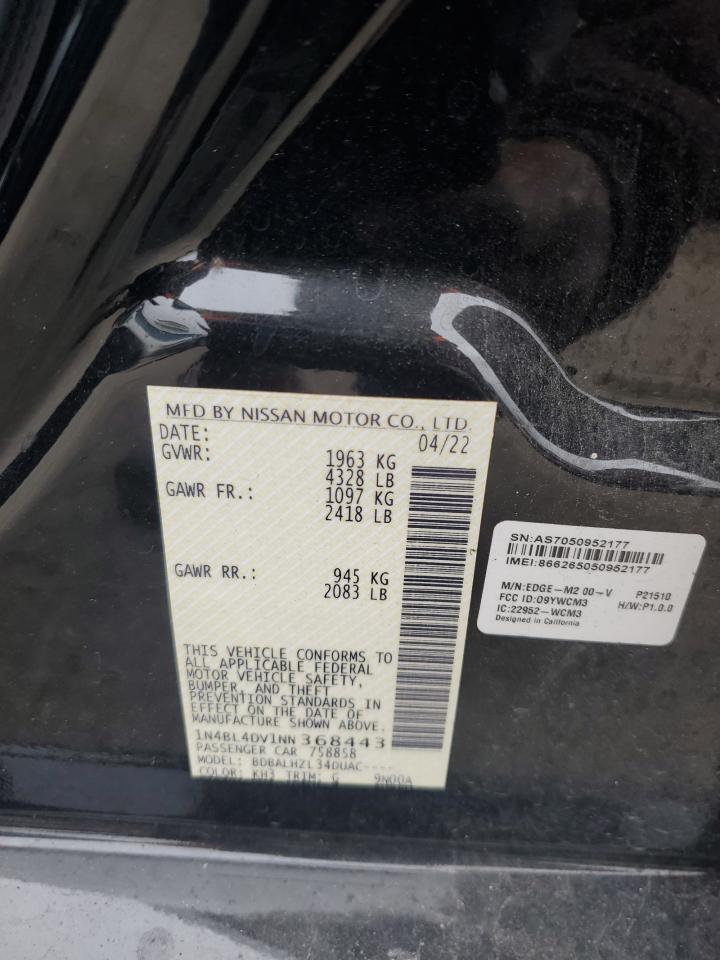 MFD BY NISSAN MOTOR CO., LTD.
DATE: 04/22
GVWR: 1963 KG
4328 LB
GAWR FR.: 1097 KG
2418 LB
GAWR RR.: 945 KG
2083 LB
THIS VEHICLE CONFORMS TO
ALL APPLICABLE FEDERAL
MOTOR VEHICLE SAFETY,
BUMPER, AND THEFT
PREVENTION STANDARDS IN
EFFECT ON THE DATE OF
MANUFACTURE SHOWN ABOVE.
1N4BL4DV1NN368443
PASSENGER CAR 758858
MODEL: BDBALHZL34DUAC----
COLOR: KH3 TRIM: G 9N00A
SN:AS7050952177
IMEI:866265050952177
M/N:EDGE-M2 00-V P21510
FCC ID:O9YWCM3 H/W:P1.0.0
IC:22952-WCM3
Designed in California